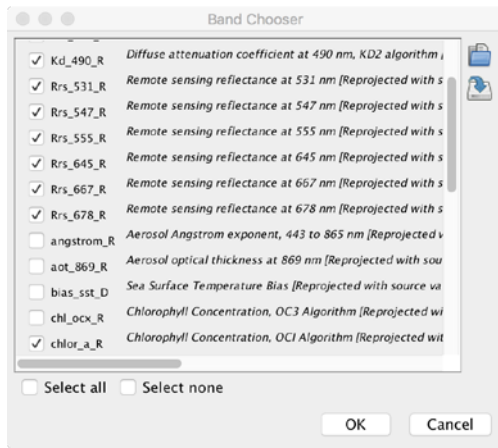 Band Chooser
Kd_490_R Diffuse attenuation coefficient at 490 nm, KD2 algorithm
Rrs_531_R Remote sensing reflectance at 531 nm [Reprojected with s
Rrs_547_R Remote sensing reflectance at 547 nm [Reprojected with s
Rrs_555_R Remote sensing reflectance at 555 nm [Reprojected with s
Rrs_645_R Remote sensing reflectance at 645 nm [Reprojected with s
Rrs_667_R Remote sensing reflectance at 667 nm [Reprojected with s
Rrs_678_R Remote sensing reflectance at 678 nm [Reprojected with s
angstrom_R Aerosol Angstrom exponent, 443 to 865 nm [Reprojected
aot_869_R Aerosol optical thickness at 869 nm [Reprojected with sou
bias_sst_D Sea Surface Temperature Bias [Reprojected with source va
chl_ocx_R Chlorophyll Concentration, OC3 Algorithm [Reprojected wi
chlor_a_R Chlorophyll Concentration, OCI Algorithm [Reprojected wit
Select all Select none
OK Cancel